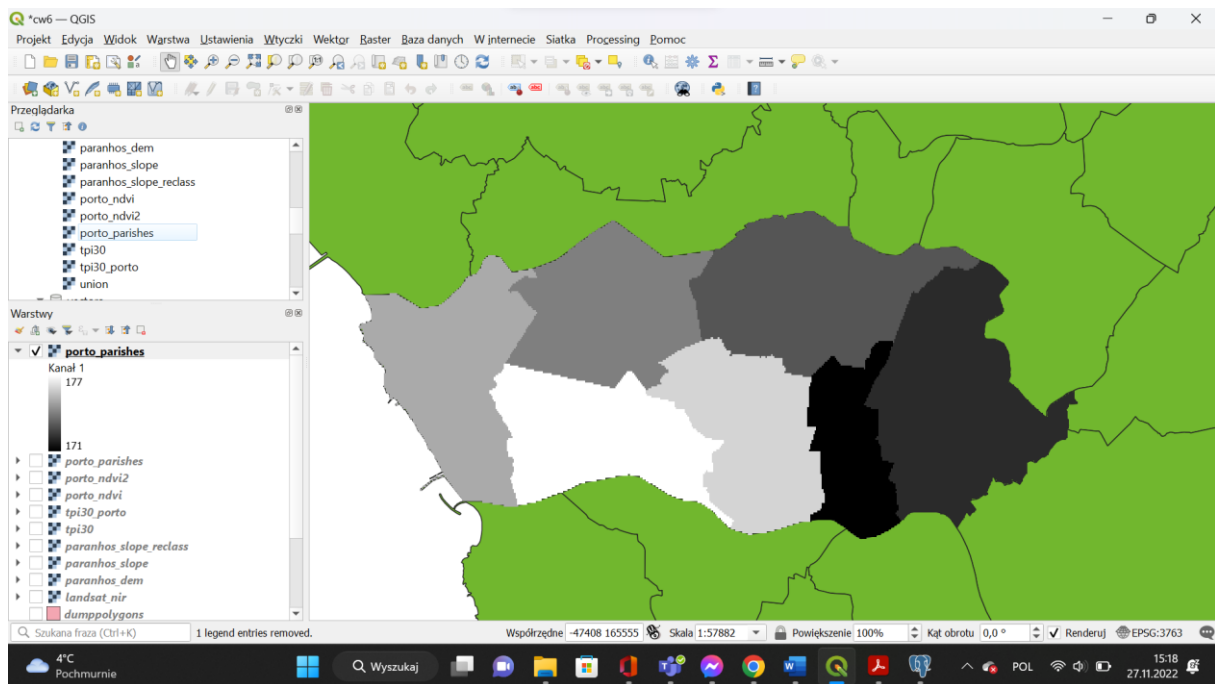 *cw6 — QGIS
Projekt Edycja Widok Warstwa Ustawienia Wtyczki Wektor Raster Baza danych W internecie Siatka Processing Pomoc
Przeglądarka
paranhos_dem
paranhos_slope
paranhos_slope_reclass
porto_ndvi
porto_ndvi2
porto_parishes
tpi30
tpi30_porto
union
Warstwy
porto_parishes
Kanał 1
177
171
porto_parishes
porto_ndvi2
porto_ndvi
tpi30_porto
tpi30
paranhos_slope_reclass
paranhos_slope
paranhos_dem
landsat_nir
dumppolygons
Szukana fraza (Ctrl+K) 1 legend entries removed. Współrzędne -47408 165555 Skala 1:57882 Powiększenie 100% Kąt obrotu 0,0 ° Renderuj EPSG:3763
4°C
Pochmurnie
Wyszukaj
POL
15:18
27.11.2022